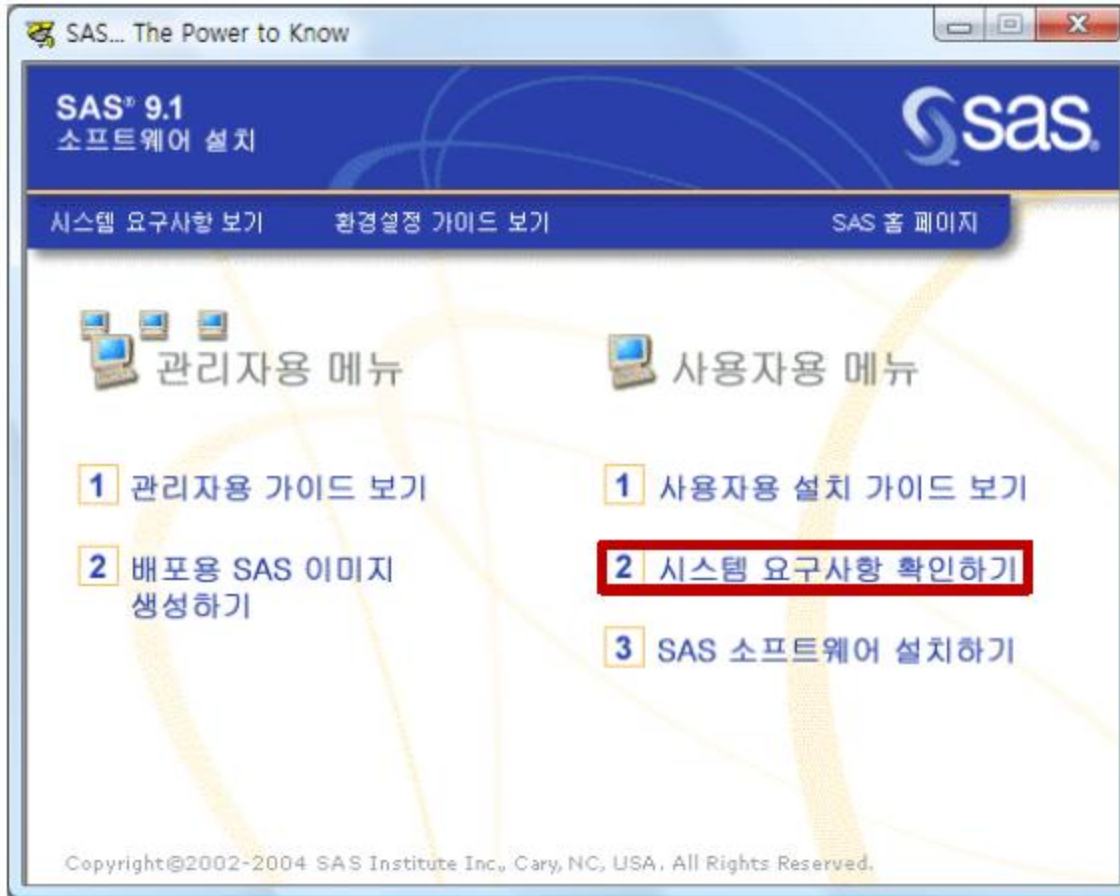 SAS... The Power to Know
SAS® 9.1
소프트웨어 설치
sas.
시스템 요구사항 보기 환경설정 가이드 보기 SAS 홈 페이지
관리자용 메뉴
1 관리자용 가이드 보기
2 배포용 SAS 이미지
생성하기
사용자용 메뉴
1 사용자용 설치 가이드 보기
2 시스템 요구사항 확인하기
3 SAS 소프트웨어 설치하기
Copyright©2002-2004 SAS Institute Inc., Cary, NC, USA. All Rights Reserved.